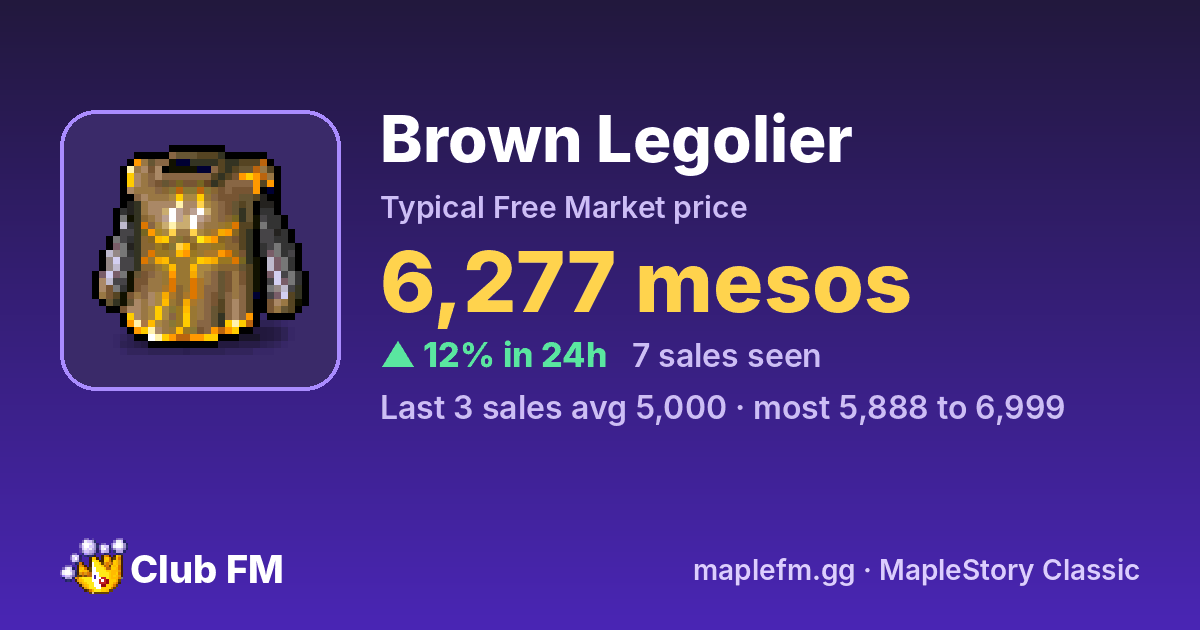 Brown Legolier
Typical Free Market price
6,277 mesos
▲ 12% in 24h 7 sales seen
Last 3 sales avg 5,000 · most 5,888 to 6,999
Club FM
maplefm.gg · MapleStory Classic